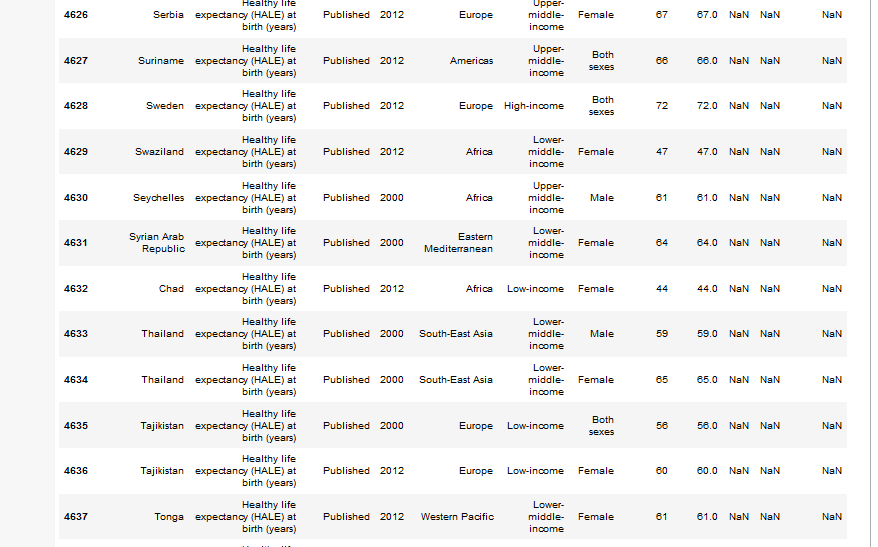 4626 Serbia Healthy life expectancy (HALE) at birth (years) Published 2012 Europe Upper-middle-income Female 67 67.0 NaN NaN NaN
4627 Suriname Healthy life expectancy (HALE) at birth (years) Published 2012 Americas Upper-middle-income Both sexes 66 66.0 NaN NaN NaN
4628 Sweden Healthy life expectancy (HALE) at birth (years) Published 2012 Europe High-income Both sexes 72 72.0 NaN NaN NaN
4629 Swaziland Healthy life expectancy (HALE) at birth (years) Published 2012 Africa Lower-middle-income Female 47 47.0 NaN NaN NaN
4630 Seychelles Healthy life expectancy (HALE) at birth (years) Published 2000 Africa Upper-middle-income Male 61 61.0 NaN NaN NaN
4631 Syrian Arab Republic Healthy life expectancy (HALE) at birth (years) Published 2000 Eastern Mediterranean Lower-middle-income Female 64 64.0 NaN NaN NaN
4632 Chad Healthy life expectancy (HALE) at birth (years) Published 2012 Africa Low-income Female 44 44.0 NaN NaN NaN
4633 Thailand Healthy life expectancy (HALE) at birth (years) Published 2000 South-East Asia Lower-middle-income Male 59 59.0 NaN NaN NaN
4634 Thailand Healthy life expectancy (HALE) at birth (years) Published 2000 South-East Asia Lower-middle-income Female 65 65.0 NaN NaN NaN
4635 Tajikistan Healthy life expectancy (HALE) at birth (years) Published 2000 Europe Low-income Both sexes 56 56.0 NaN NaN NaN
4636 Tajikistan Healthy life expectancy (HALE) at birth (years) Published 2012 Europe Low-income Female 60 60.0 NaN NaN NaN
4637 Tonga Healthy life expectancy (HALE) at birth (years) Published 2012 Western Pacific Lower-middle-income Female 61 61.0 NaN NaN NaN